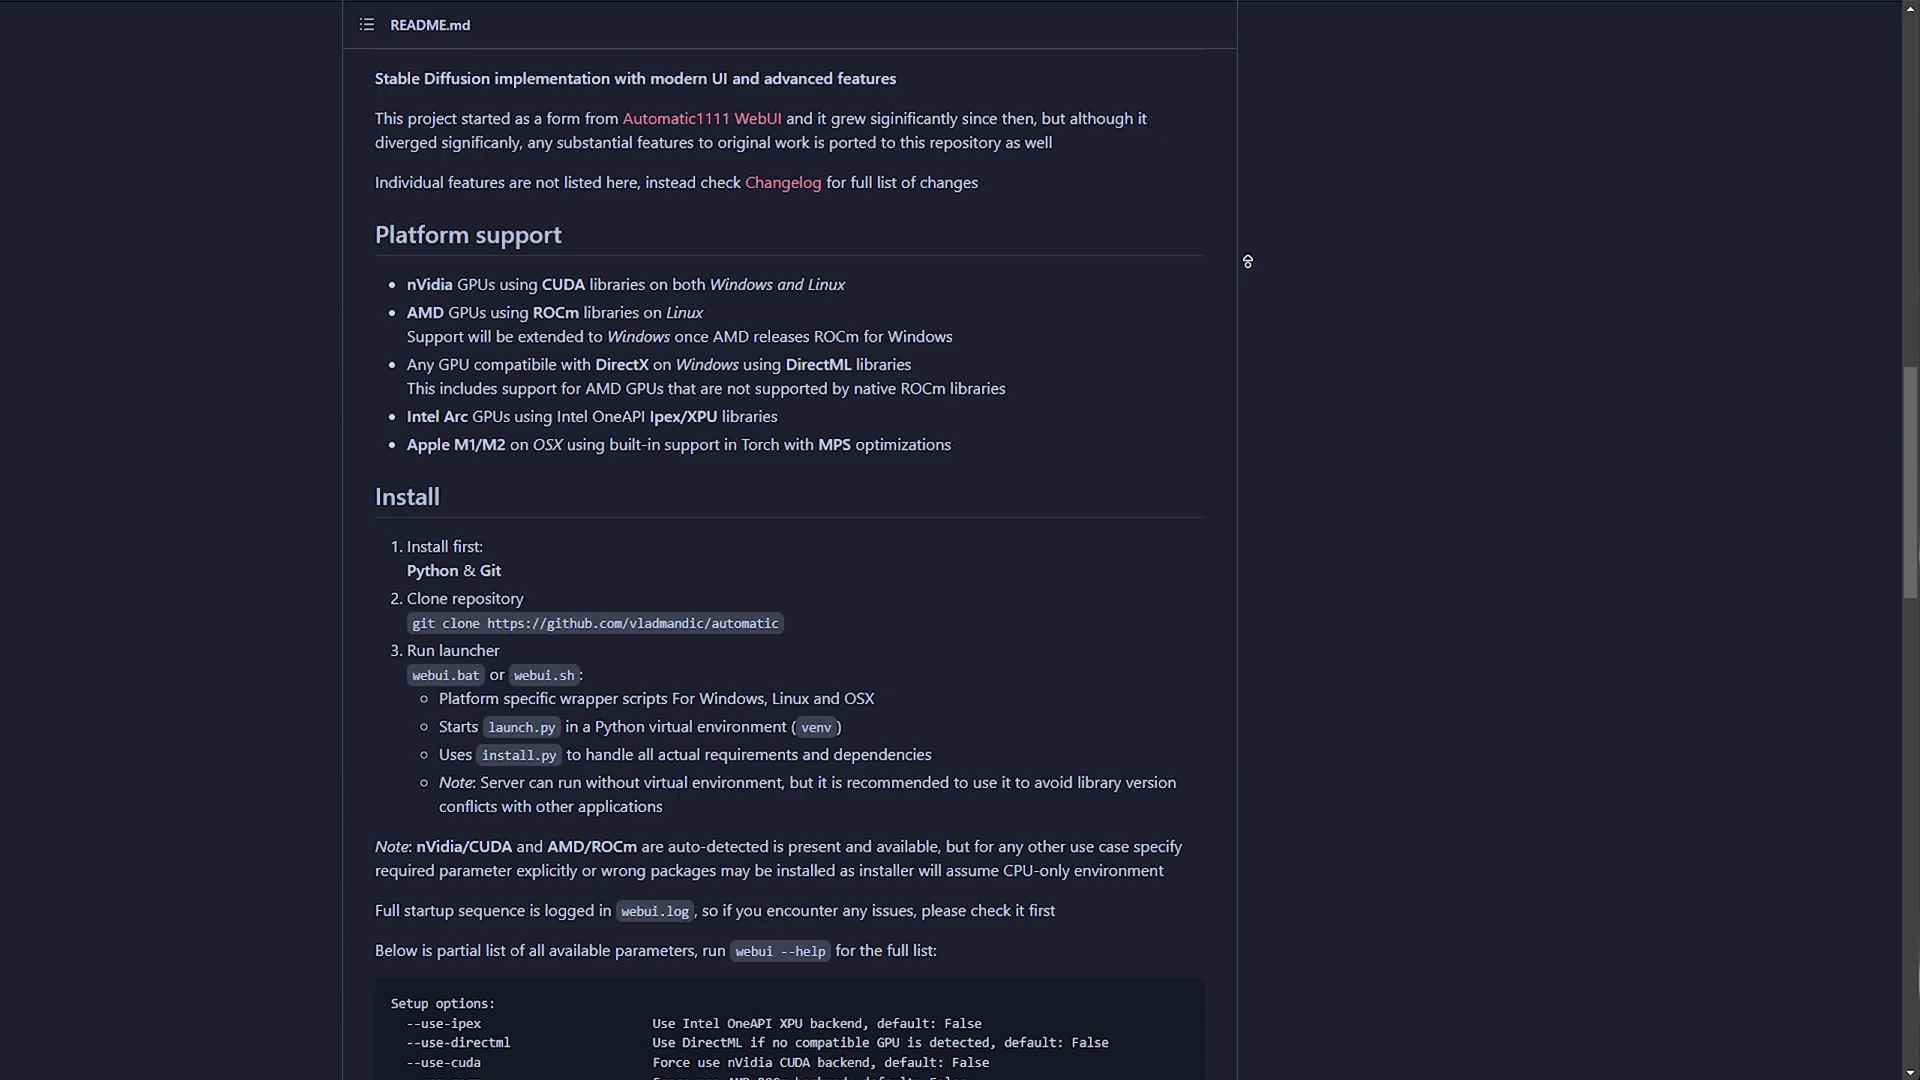 README.md
Stable Diffusion implementation with modern UI and advanced features
This project started as a form from Automatic1111 WebUI and it grew siginificantly since then, but although it
diverged significanly, any substantial features to original work is ported to this repository as well
Individual features are not listed here, instead check Changelog for full list of changes
Platform support
• nVidia GPUs using CUDA libraries on both Windows and Linux
• AMD GPUs using ROCm libraries on Linux
Support will be extended to Windows once AMD releases ROCm for Windows
• Any GPU compatibile with DirectX on Windows using DirectML libraries
This includes support for AMD GPUs that are not supported by native ROCm libraries
• Intel Arc GPUs using Intel OneAPI Ipex/XPU libraries
• Apple M1/M2 on OSX using built-in support in Torch with MPS optimizations
Install
1. Install first:
Python & Git
2. Clone repository
git clone https://github.com/vladmandic/automatic
3. Run launcher
webui.bat or webui.sh:
◦ Platform specific wrapper scripts For Windows, Linux and OSX
◦ Starts launch.py in a Python virtual environment (venv)
◦ Uses install.py to handle all actual requirements and dependencies
◦ Note: Server can run without virtual environment, but it is recommended to use it to avoid library version
conflicts with other applications
Note: nVidia/CUDA and AMD/ROCm are auto-detected is present and available, but for any other use case specify
required parameter explicitly or wrong packages may be installed as installer will assume CPU-only environment
Full startup sequence is logged in webui.log, so if you encounter any issues, please check it first
Below is partial list of all available parameters, run webui --help for the full list:
Setup options:
--use-ipex Use Intel OneAPI XPU backend, default: False
--use-directml Use DirectML if no compatible GPU is detected, default: False
--use-cuda Force use nVidia CUDA backend, default: False